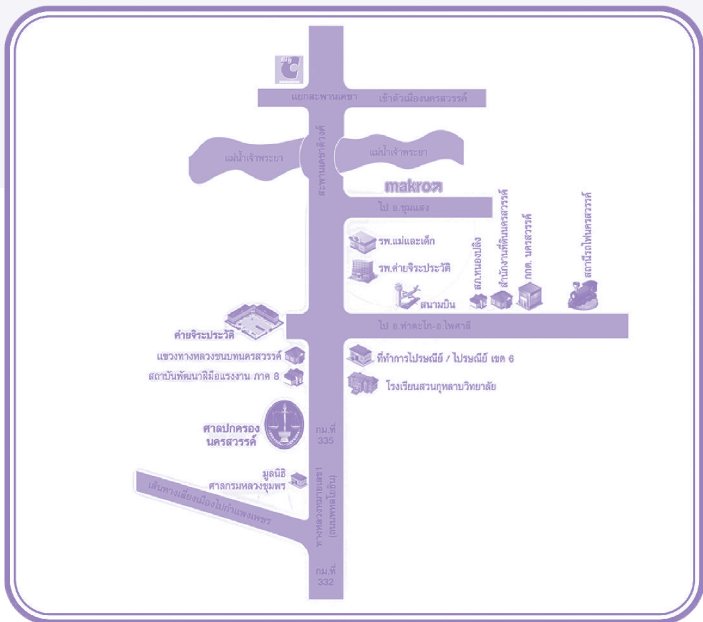 แยกสะพานเดชา
เข้าตัวเมืองนครสวรรค์
สะพานเดชาติวงศ์
แม่น้ำเจ้าพระยา
แม่น้ำเจ้าพระยา
makro
ไป อ.ชุมแสง
รพ.แม่และเด็ก
รพ.ค่ายจิระประวัติ
สนามบิน
สภ.หนองปลิง
สำนักงานที่ดินนครสวรรค์
กกต. นครสวรรค์
สถานีรถไฟนครสวรรค์
ค่ายจิระประวัติ
ไป อ.ท่าตะโก-อ.ไพศาลี
แขวงทางหลวงชนบทนครสวรรค์
สถาบันพัฒนาฝีมือแรงงาน ภาค 8
ที่ทำการไปรษณีย์ / ไปรษณีย์ เขต 6
โรงเรียนสวนกุหลาบวิทยาลัย
ศาลปกครอง
นครสวรรค์
กม.ที่
335
มูลนิธิ
ศาลกรมหลวงชุมพร
เส้นทางเลี่ยงเมืองไปกำแพงเพชร
ทางหลวงหมายเลข 1
(ถนนพหลโยธิน)
กม.ที่
332